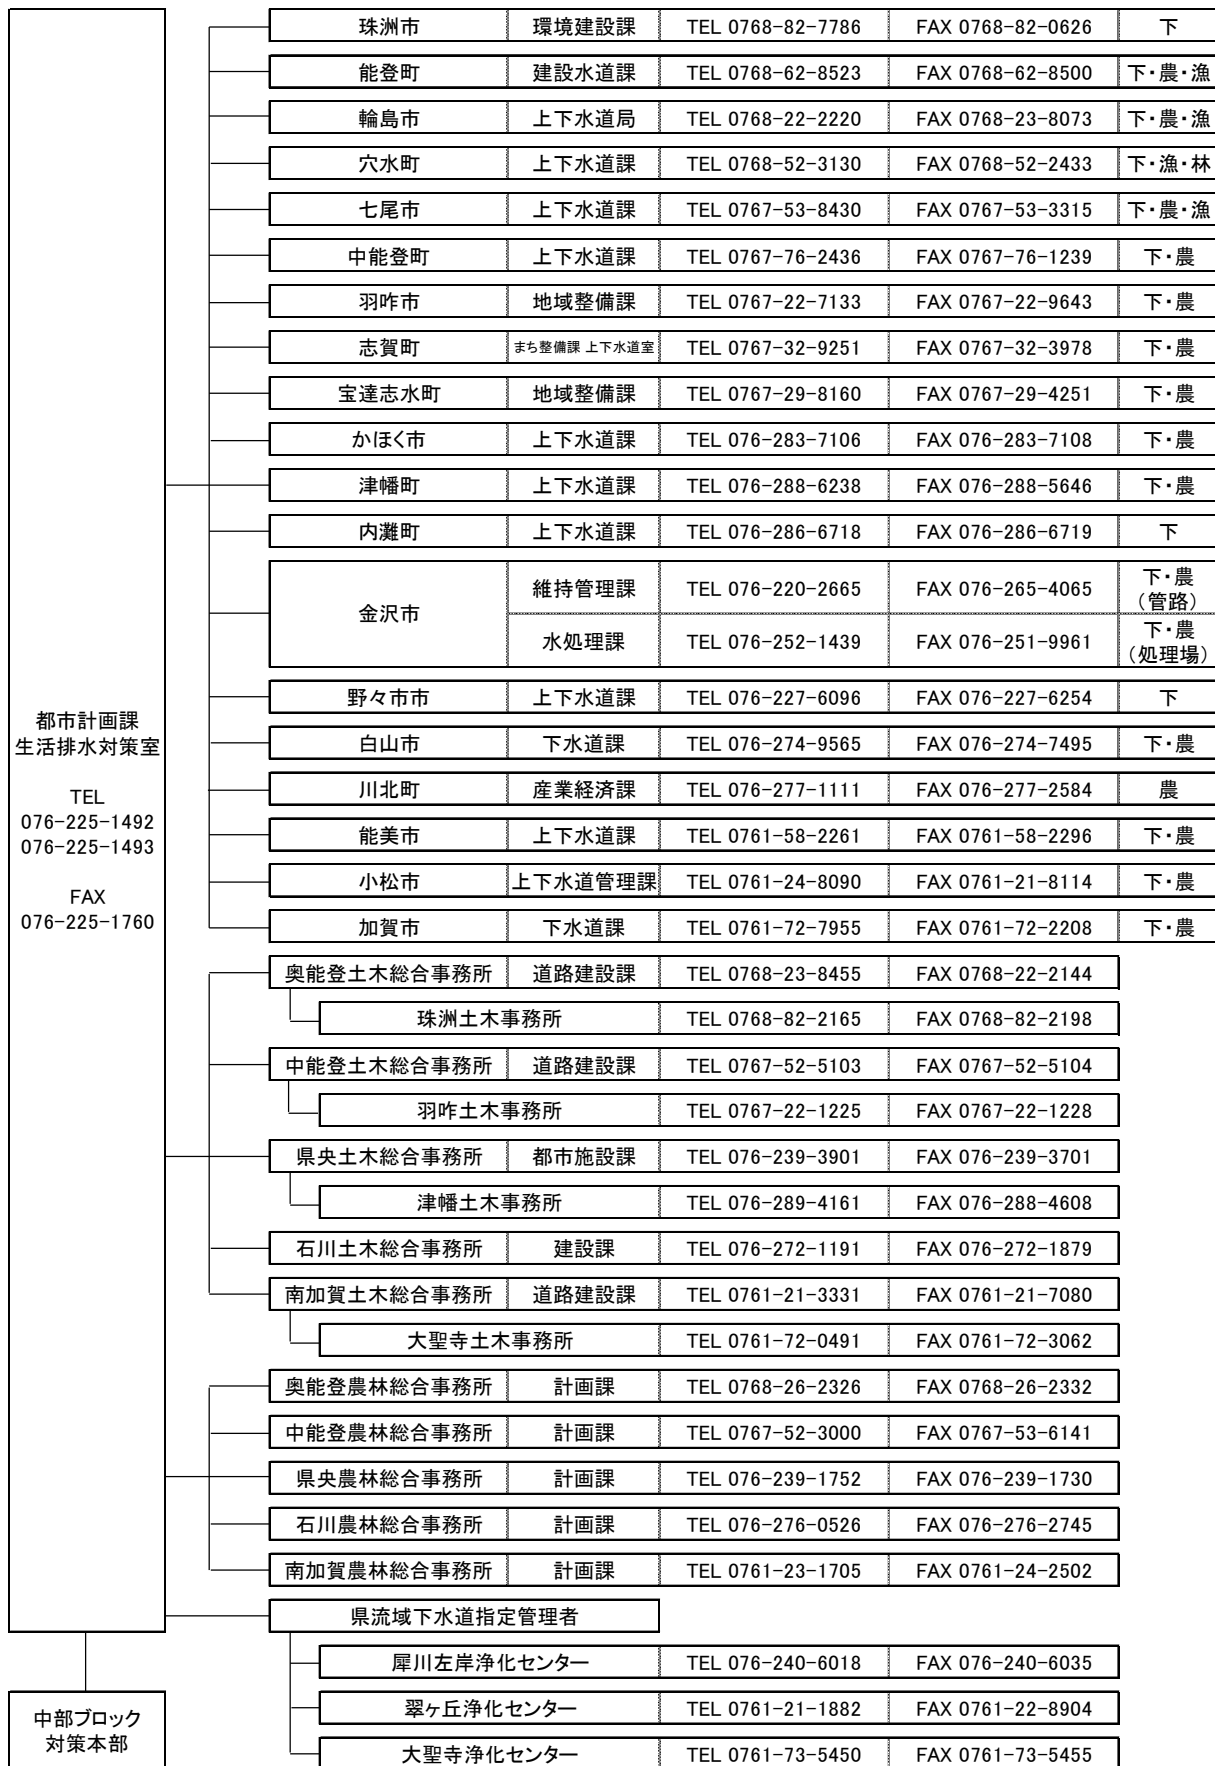 珠洲市 環境建設課 TEL 0768-82-7786 FAX 0768-82-0626 下
能登町 建設水道課 TEL 0768-62-8523 FAX 0768-62-8500 下・農・漁
輪島市 上下水道局 TEL 0768-22-2220 FAX 0768-23-8073 下・農・漁
穴水町 上下水道課 TEL 0768-52-3130 FAX 0768-52-2433 下・漁・林
七尾市 上下水道課 TEL 0767-53-8430 FAX 0767-53-3315 下・農・漁
中能登町 上下水道課 TEL 0767-76-2436 FAX 0767-76-1239 下・農
羽咋市 地域整備課 TEL 0767-22-7133 FAX 0767-22-9643 下・農
志賀町 まち整備課 上下水道室 TEL 0767-32-9251 FAX 0767-32-3978 下・農
宝達志水町 地域整備課 TEL 0767-29-8160 FAX 0767-29-4251 下・農
かほく市 上下水道課 TEL 076-283-7106 FAX 076-283-7108 下・農
津幡町 上下水道課 TEL 076-288-6238 FAX 076-288-5646 下・農
内灘町 上下水道課 TEL 076-286-6718 FAX 076-286-6719 下
金沢市
維持管理課 TEL 076-220-2665 FAX 076-265-4065 下・農
（管路）
水処理課 TEL 076-252-1439 FAX 076-251-9961 下・農
（処理場）
野々市市 上下水道課 TEL 076-227-6096 FAX 076-227-6254 下
白山市 下水道課 TEL 076-274-9565 FAX 076-274-7495 下・農
川北町 産業経済課 TEL 076-277-1111 FAX 076-277-2584 農
能美市 上下水道課 TEL 0761-58-2261 FAX 0761-58-2296 下・農
小松市 上下水道管理課 TEL 0761-24-8090 FAX 0761-21-8114 下・農
加賀市 下水道課 TEL 0761-72-7955 FAX 0761-72-2208 下・農
都市計画課
生活排水対策室
TEL
076-225-1492
076-225-1493
FAX
076-225-1760
奥能登土木総合事務所 道路建設課 TEL 0768-23-8455 FAX 0768-22-2144
珠洲土木事務所 TEL 0768-82-2165 FAX 0768-82-2198
中能登土木総合事務所 道路建設課 TEL 0767-52-5103 FAX 0767-52-5104
羽咋土木事務所 TEL 0767-22-1225 FAX 0767-22-1228
県央土木総合事務所 都市施設課 TEL 076-239-3901 FAX 076-239-3701
津幡土木事務所 TEL 076-289-4161 FAX 076-288-4608
石川土木総合事務所 建設課 TEL 076-272-1191 FAX 076-272-1879
南加賀土木総合事務所 道路建設課 TEL 0761-21-3331 FAX 0761-21-7080
大聖寺土木事務所 TEL 0761-72-0491 FAX 0761-72-3062
奥能登農林総合事務所 計画課 TEL 0768-26-2326 FAX 0768-26-2332
中能登農林総合事務所 計画課 TEL 0767-52-3000 FAX 0767-53-6141
県央農林総合事務所 計画課 TEL 076-239-1752 FAX 076-239-1730
石川農林総合事務所 計画課 TEL 076-276-0526 FAX 076-276-2745
南加賀農林総合事務所 計画課 TEL 0761-23-1705 FAX 0761-24-2502
県流域下水道指定管理者
犀川左岸浄化センター TEL 076-240-6018 FAX 076-240-6035
翠ヶ丘浄化センター TEL 0761-21-1882 FAX 0761-22-8904
大聖寺浄化センター TEL 0761-73-5450 FAX 0761-73-5455
中部ブロック
対策本部